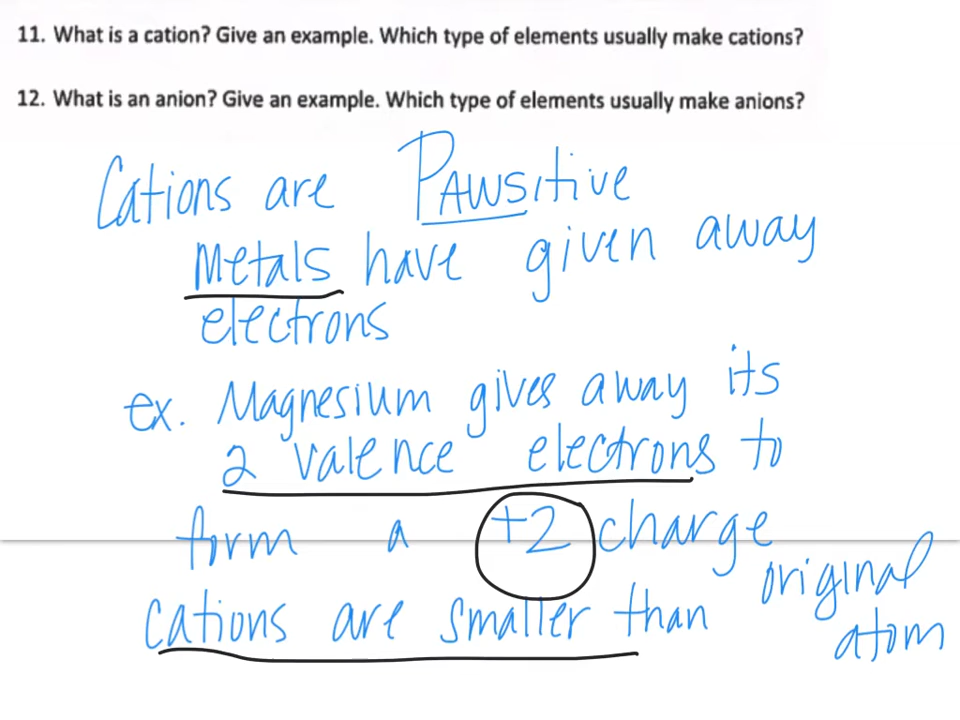 11. What is a cation? Give an example. Which type of elements usually make cations?
12. What is an anion? Give an example. Which type of elements usually make anions?
Cations are PAWSitive
Metals have given away
electrons
ex. Magnesium gives away its
2 valence electrons to
form a +2 charge
cations are smaller than original
atom